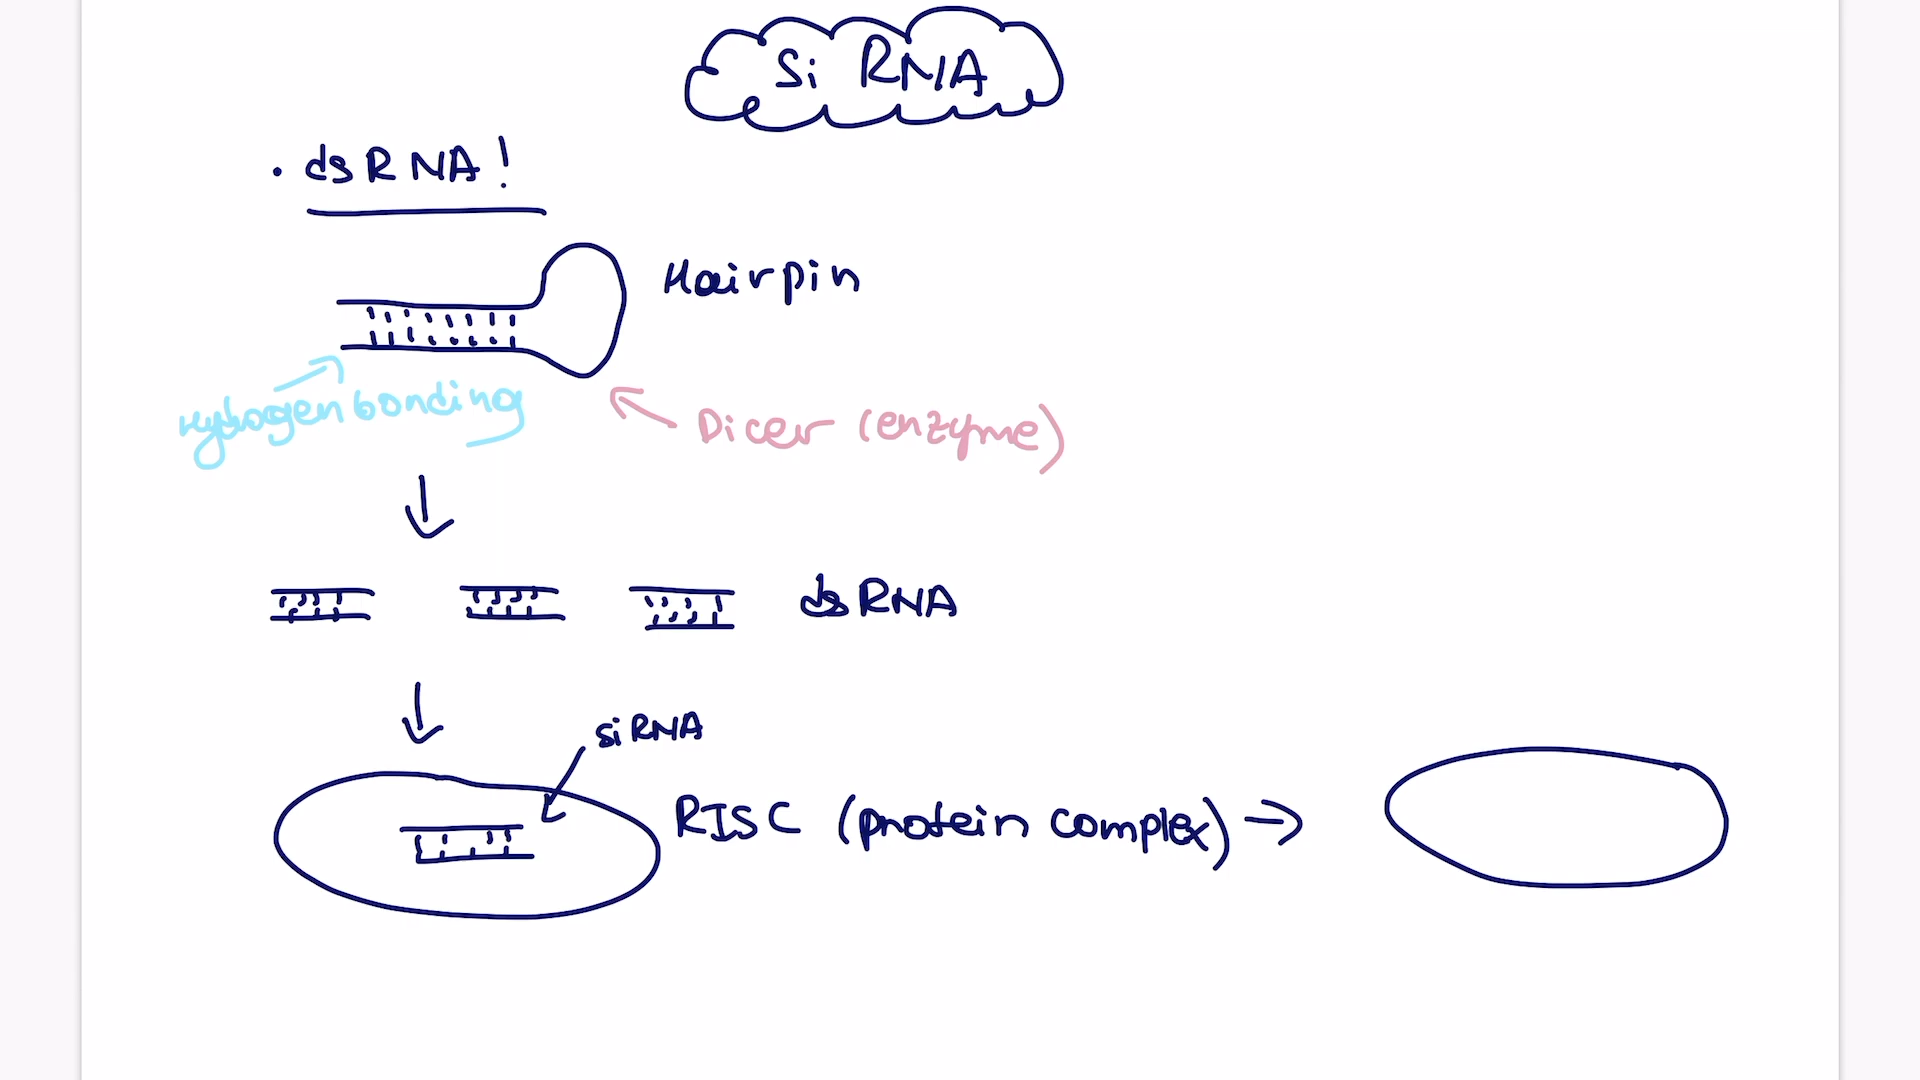 Si RNA
• dsRNA!
Hairpin
Hydrogen bonding
Dicer (enzyme)
dsRNA
siRNA
RISC (protein complex) →